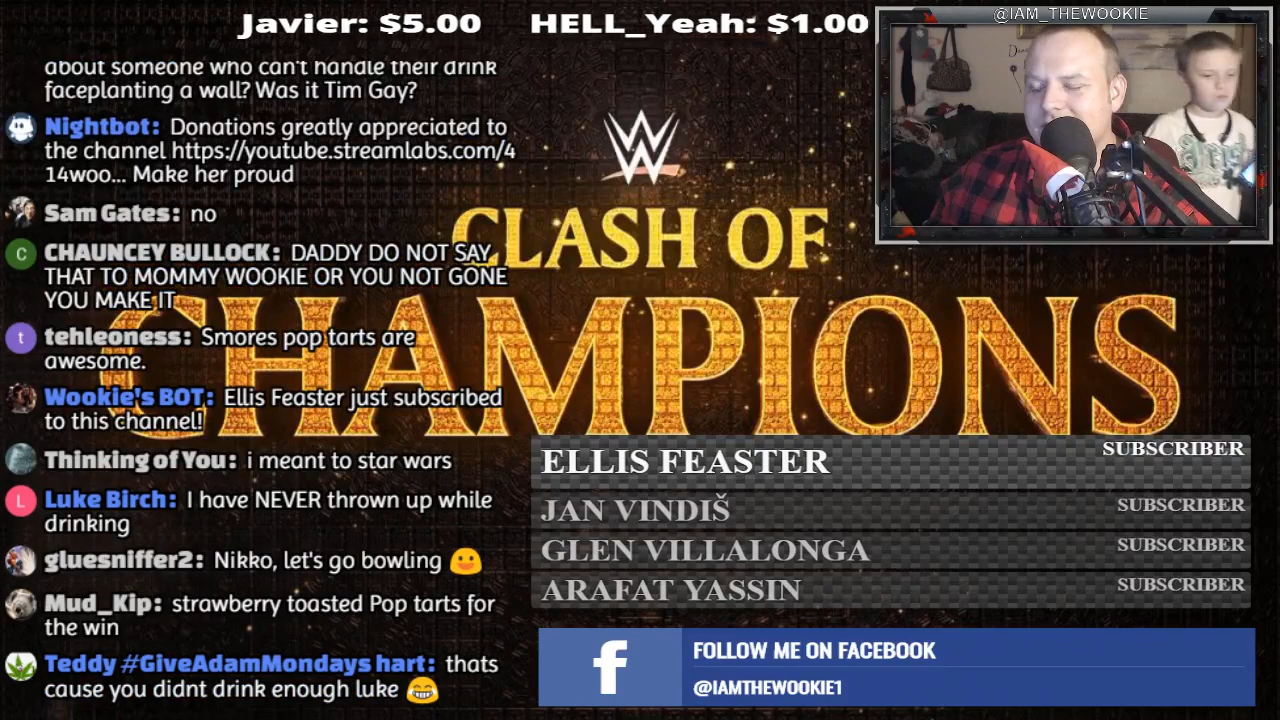 Javier: $5.00 HELL_Yeah: $1.00
@IAM_THEWOOKIE
about someone who can't handle their drink
faceplanting a wall? Was it Tim Gay?
Nightbot: Donations greatly appreciated to
the channel https://youtube.streamlabs.com/4
14woo... Make her proud
Sam Gates: no
C CHAUNCEY BULLOCK: DADDY DO NOT SAY
THAT TO MOMMY WOOKIE OR YOU NOT GONE
YOU MAKE IT
t tehleoness: Smores pop tarts are
awesome.
Wookie's BOT: Ellis Feaster just subscribed
to this channel!
Thinking of You: i meant to star wars
L Luke Birch: I have NEVER thrown up while
drinking
gluesniffer2: Nikko, let's go bowling 😃
Mud_Kip: strawberry toasted Pop tarts for
the win
Teddy #GiveAdamMondays hart: thats
cause you didnt drink enough luke 😂
W
CLASH OF
CHAMPIONS
ELLIS FEASTER SUBSCRIBER
JAN VINDIŠ SUBSCRIBER
GLEN VILLALONGA SUBSCRIBER
ARAFAT YASSIN SUBSCRIBER
f
FOLLOW ME ON FACEBOOK
@IAMTHEWOOKIE1